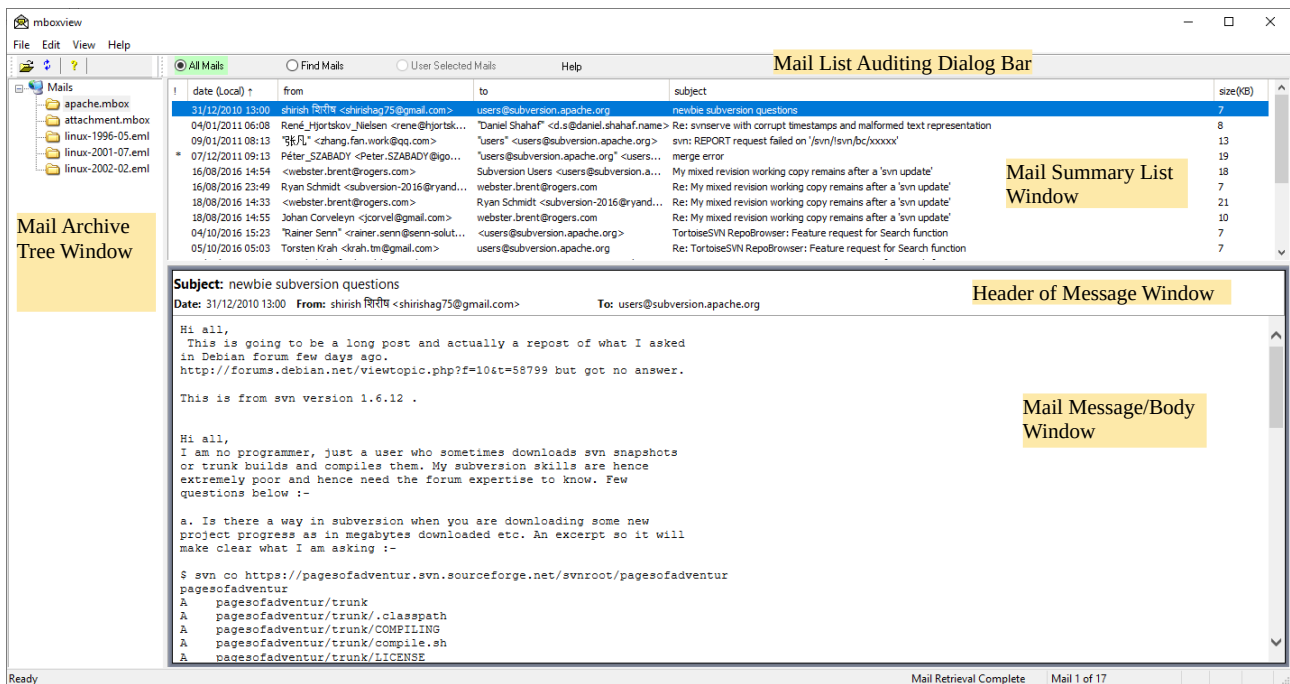 mboxview
File Edit View Help
All Mails Find Mails User Selected Mails Help Mail List Auditing Dialog Bar
Mails
apache.mbox
attachment.mbox
linux-1996-05.eml
linux-2001-07.eml
linux-2002-02.eml
Mail Archive
Tree Window
! date (Local) ↑ from to subject size(KB)
31/12/2010 13:00 shirish शिरीष <shirishag75@gmail.com> users@subversion.apache.org newbie subversion questions 7
04/01/2011 06:08 René_Hjortskov_Nielsen <rene@hjortsk... "Daniel Shahaf" <d.s@daniel.shahaf.name> Re: svnserve with corrupt timestamps and malformed text representation 8
09/01/2011 08:13 "张凡" <zhang.fan.work@qq.com> "users" <users@subversion.apache.org> svn: REPORT request failed on '/svn/!svn/bc/xxxxx' 13
* 07/12/2011 09:13 Péter_SZABADY <Peter.SZABADY@igo... "users@subversion.apache.org" <users... merge error 19
16/08/2016 14:54 <webster.brent@rogers.com> Subversion Users <users@subversion.a... My mixed revision working copy remains after a 'svn update' 18
16/08/2016 23:49 Ryan Schmidt <subversion-2016@ryand... webster.brent@rogers.com Re: My mixed revision working copy remains after a 'svn update' 7
18/08/2016 14:33 <webster.brent@rogers.com> Ryan Schmidt <subversion-2016@ryand... Re: My mixed revision working copy remains after a 'svn update' 21
18/08/2016 14:55 Johan Corveleyn <jcorvel@gmail.com> webster.brent@rogers.com Re: My mixed revision working copy remains after a 'svn update' 10
04/10/2016 15:23 "Rainer Senn" <rainer.senn@senn-solut... <users@subversion.apache.org> TortoiseSVN RepoBrowser: Feature request for Search function 7
05/10/2016 05:03 Torsten Krah <krah.tm@gmail.com> users@subversion.apache.org Re: TortoiseSVN RepoBrowser: Feature request for Search function 7
Mail Summary List
Window
Subject: newbie subversion questions
Date: 31/12/2010 13:00 From: shirish शिरीष <shirishag75@gmail.com> To: users@subversion.apache.org
Header of Message Window
Hi all,
This is going to be a long post and actually a repost of what I asked
in Debian forum few days ago.
http://forums.debian.net/viewtopic.php?f=10&t=58799 but got no answer.
This is from svn version 1.6.12 .
Mail Message/Body
Window
Hi all,
I am no programmer, just a user who sometimes downloads svn snapshots
or trunk builds and compiles them. My subversion skills are hence
extremely poor and hence need the forum expertise to know. Few
questions below :-
a. Is there a way in subversion when you are downloading some new
project progress as in megabytes downloaded etc. An excerpt so it will
make clear what I am asking :-
$ svn co https://pagesofadventur.svn.sourceforge.net/svnroot/pagesofadventur
pagesofadventur
A pagesofadventur/trunk
A pagesofadventur/trunk/.classpath
A pagesofadventur/trunk/COMPILING
A pagesofadventur/trunk/compile.sh
A pagesofadventur/trunk/LICENSE
Ready Mail Retrieval Complete Mail 1 of 17